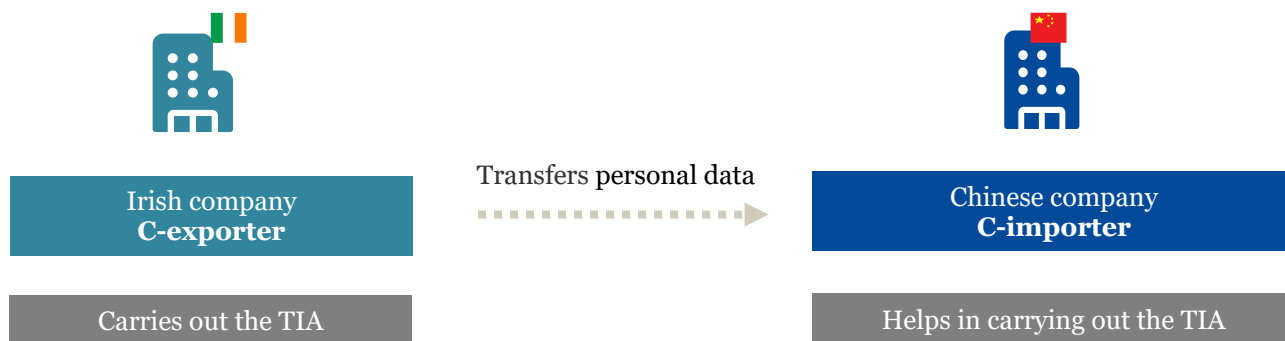 Irish company
C-exporter
Carries out the TIA
Transfers personal data
Chinese company
C-importer
Helps in carrying out the TIA